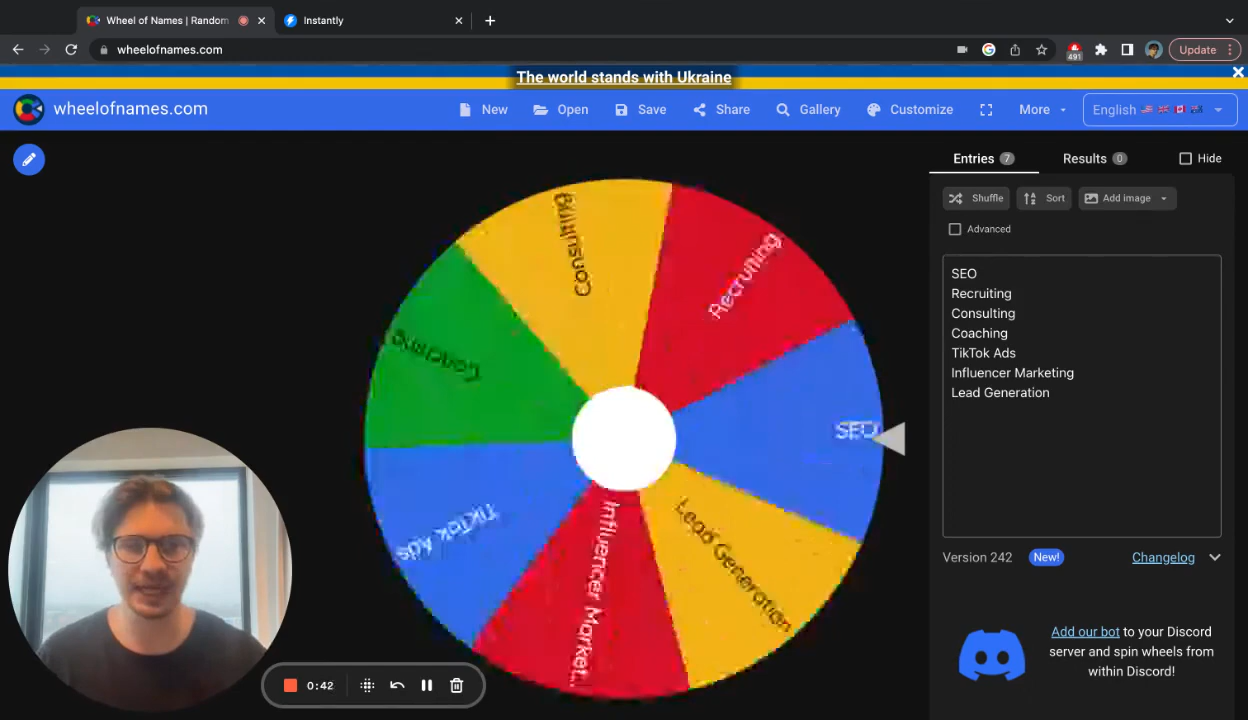 Wheel of Names | Random
Instantly
wheelofnames.com
491
Update
The world stands with Ukraine
wheelofnames.com
New
Open
Save
Share
Gallery
Customize
More
English
Entries 7
Results 0
Hide
Shuffle
Sort
Add image
Advanced
SEO
Recruiting
Consulting
Coaching
TikTok Ads
Influencer Marketing
Lead Generation
Consulting
Recruiting
Coaching
SEO
TikTok Ads
Influencer Market...
Lead Generation
Version 242
New!
Changelog
Add our bot to your Discord
server and spin wheels from
within Discord!
0:42